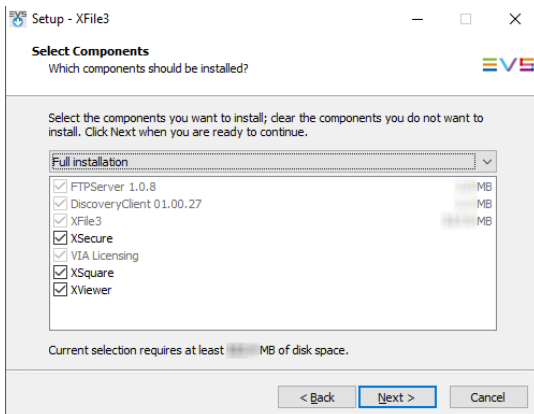 EVS Setup - XFile3
Select Components
Which components should be installed?
EVS
Select the components you want to install; clear the components you do not want to
install. Click Next when you are ready to continue.
Full installation
FTPServer 1.0.8 MB
DiscoveryClient 01.00.27 MB
XFile3 MB
XSecure
VIA Licensing
XSquare
XViewer
Current selection requires at least MB of disk space.
< Back Next > Cancel